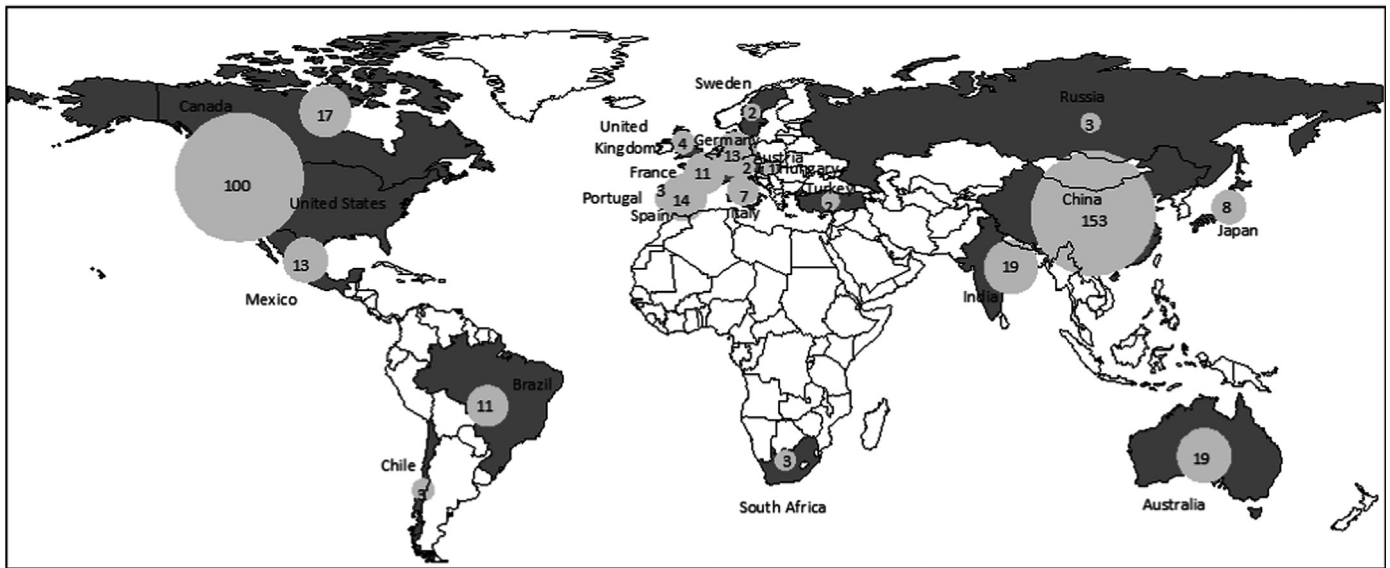 Sweden
Canada
Russia
17
2
3
United
Kingdom
4
Germany
13
Austria
2
1
Hungary
France
11
100
3
Portugal
14
Spain
7
Italy
Turkey
2
United States
China
153
8
Japan
13
19
Mexico
India
Brazil
11
Chile
3
3
19
South Africa
Australia